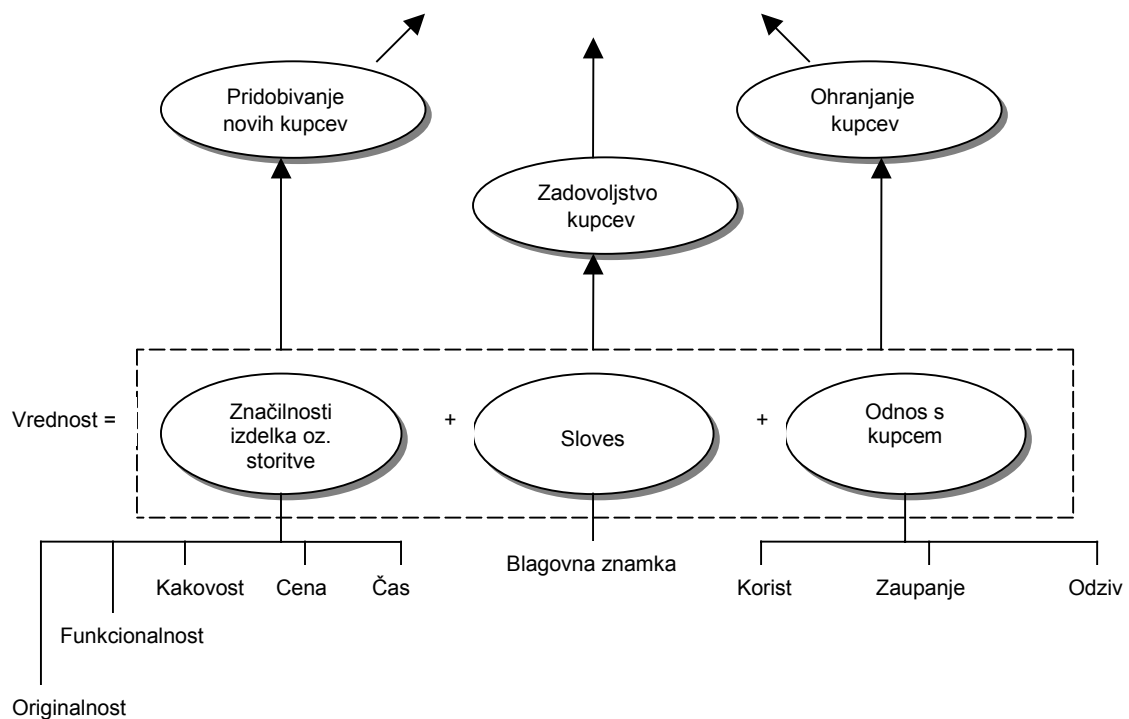 Pridobivanje
novih kupcev
Ohranjanje
kupcev
Zadovoljstvo
kupcev
Vrednost =
Značilnosti
izdelka oz.
storitve
+
Sloves
+
Odnos s
kupcem
Blagovna znamka
Kakovost
Cena
Čas
Korist
Zaupanje
Odziv
Funkcionalnost
Originalnost